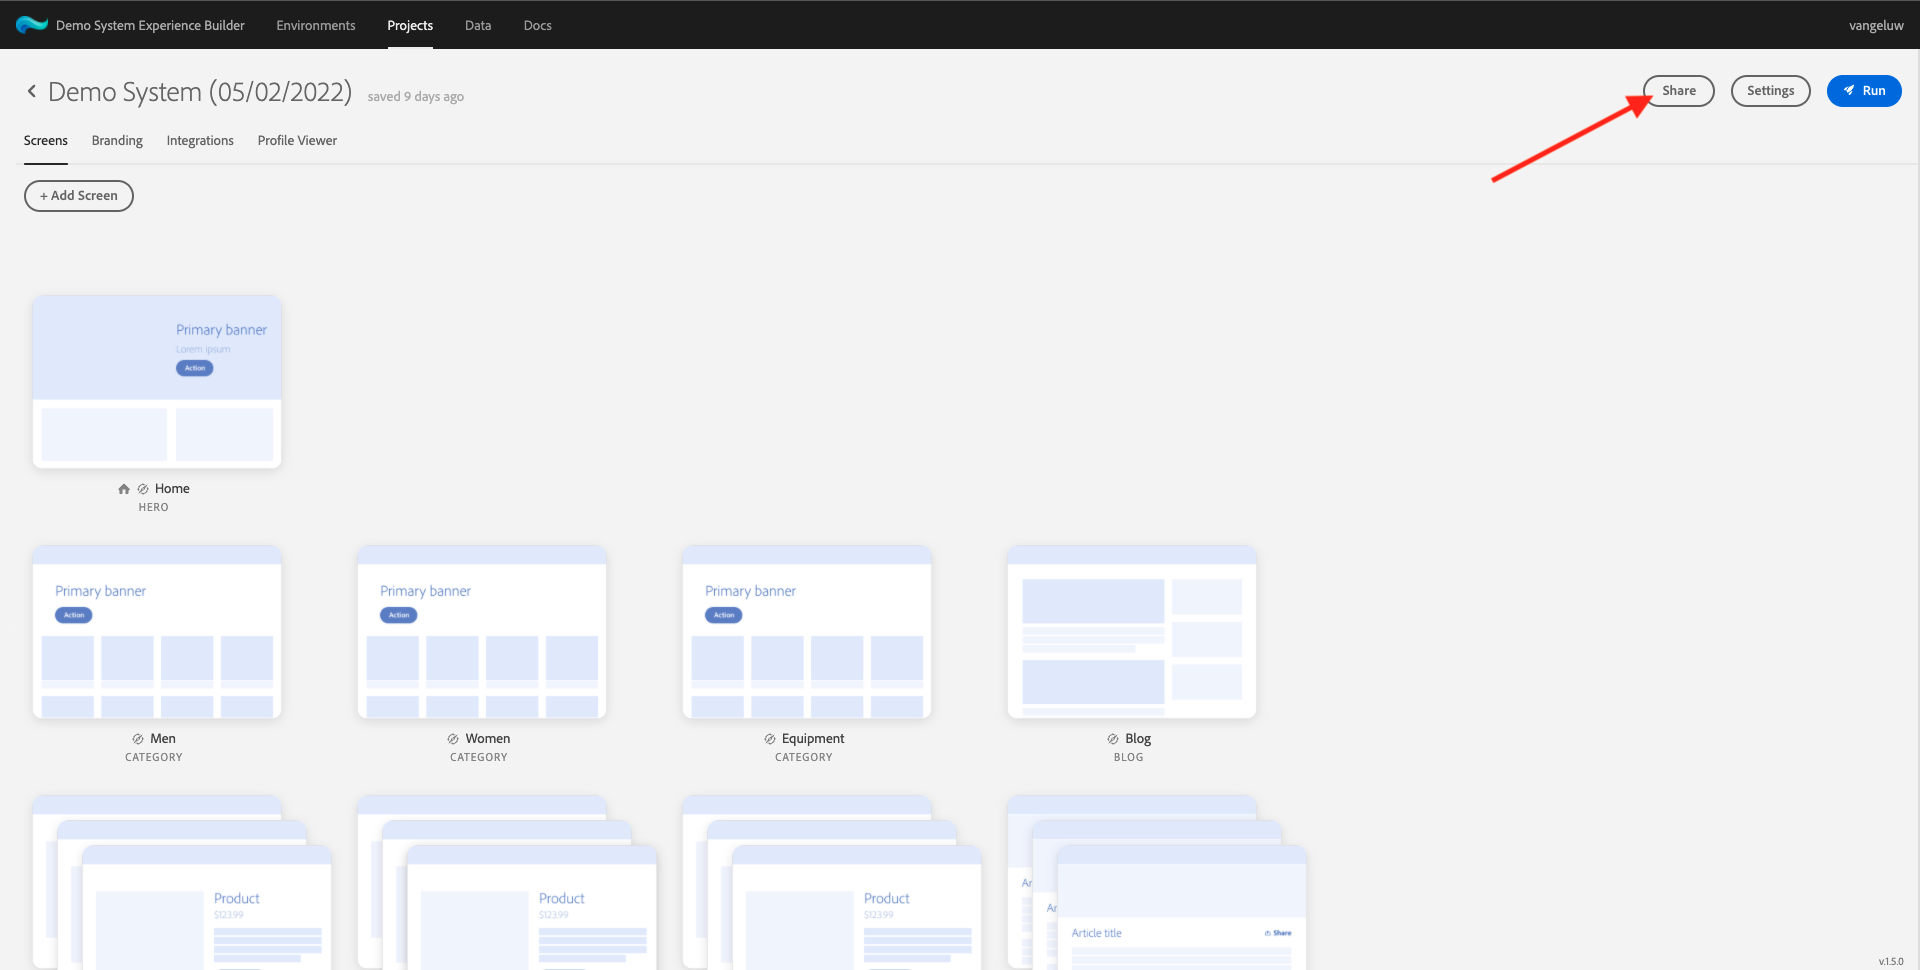 Demo System Experience Builder Environments Projects Data Docs vangeluw
Demo System (05/02/2022) saved 9 days ago Share Settings Run
Screens Branding Integrations Profile Viewer
+ Add Screen
Primary banner
Lorem ipsum
Action
Home
HERO
Primary banner Primary banner Primary banner
Action Action Action
Men Women Equipment Blog
CATEGORY CATEGORY CATEGORY BLOG
Ar
Product Product Product
Ar
$123.99 $123.99 $123.99
Article title Share
v.1.5.0